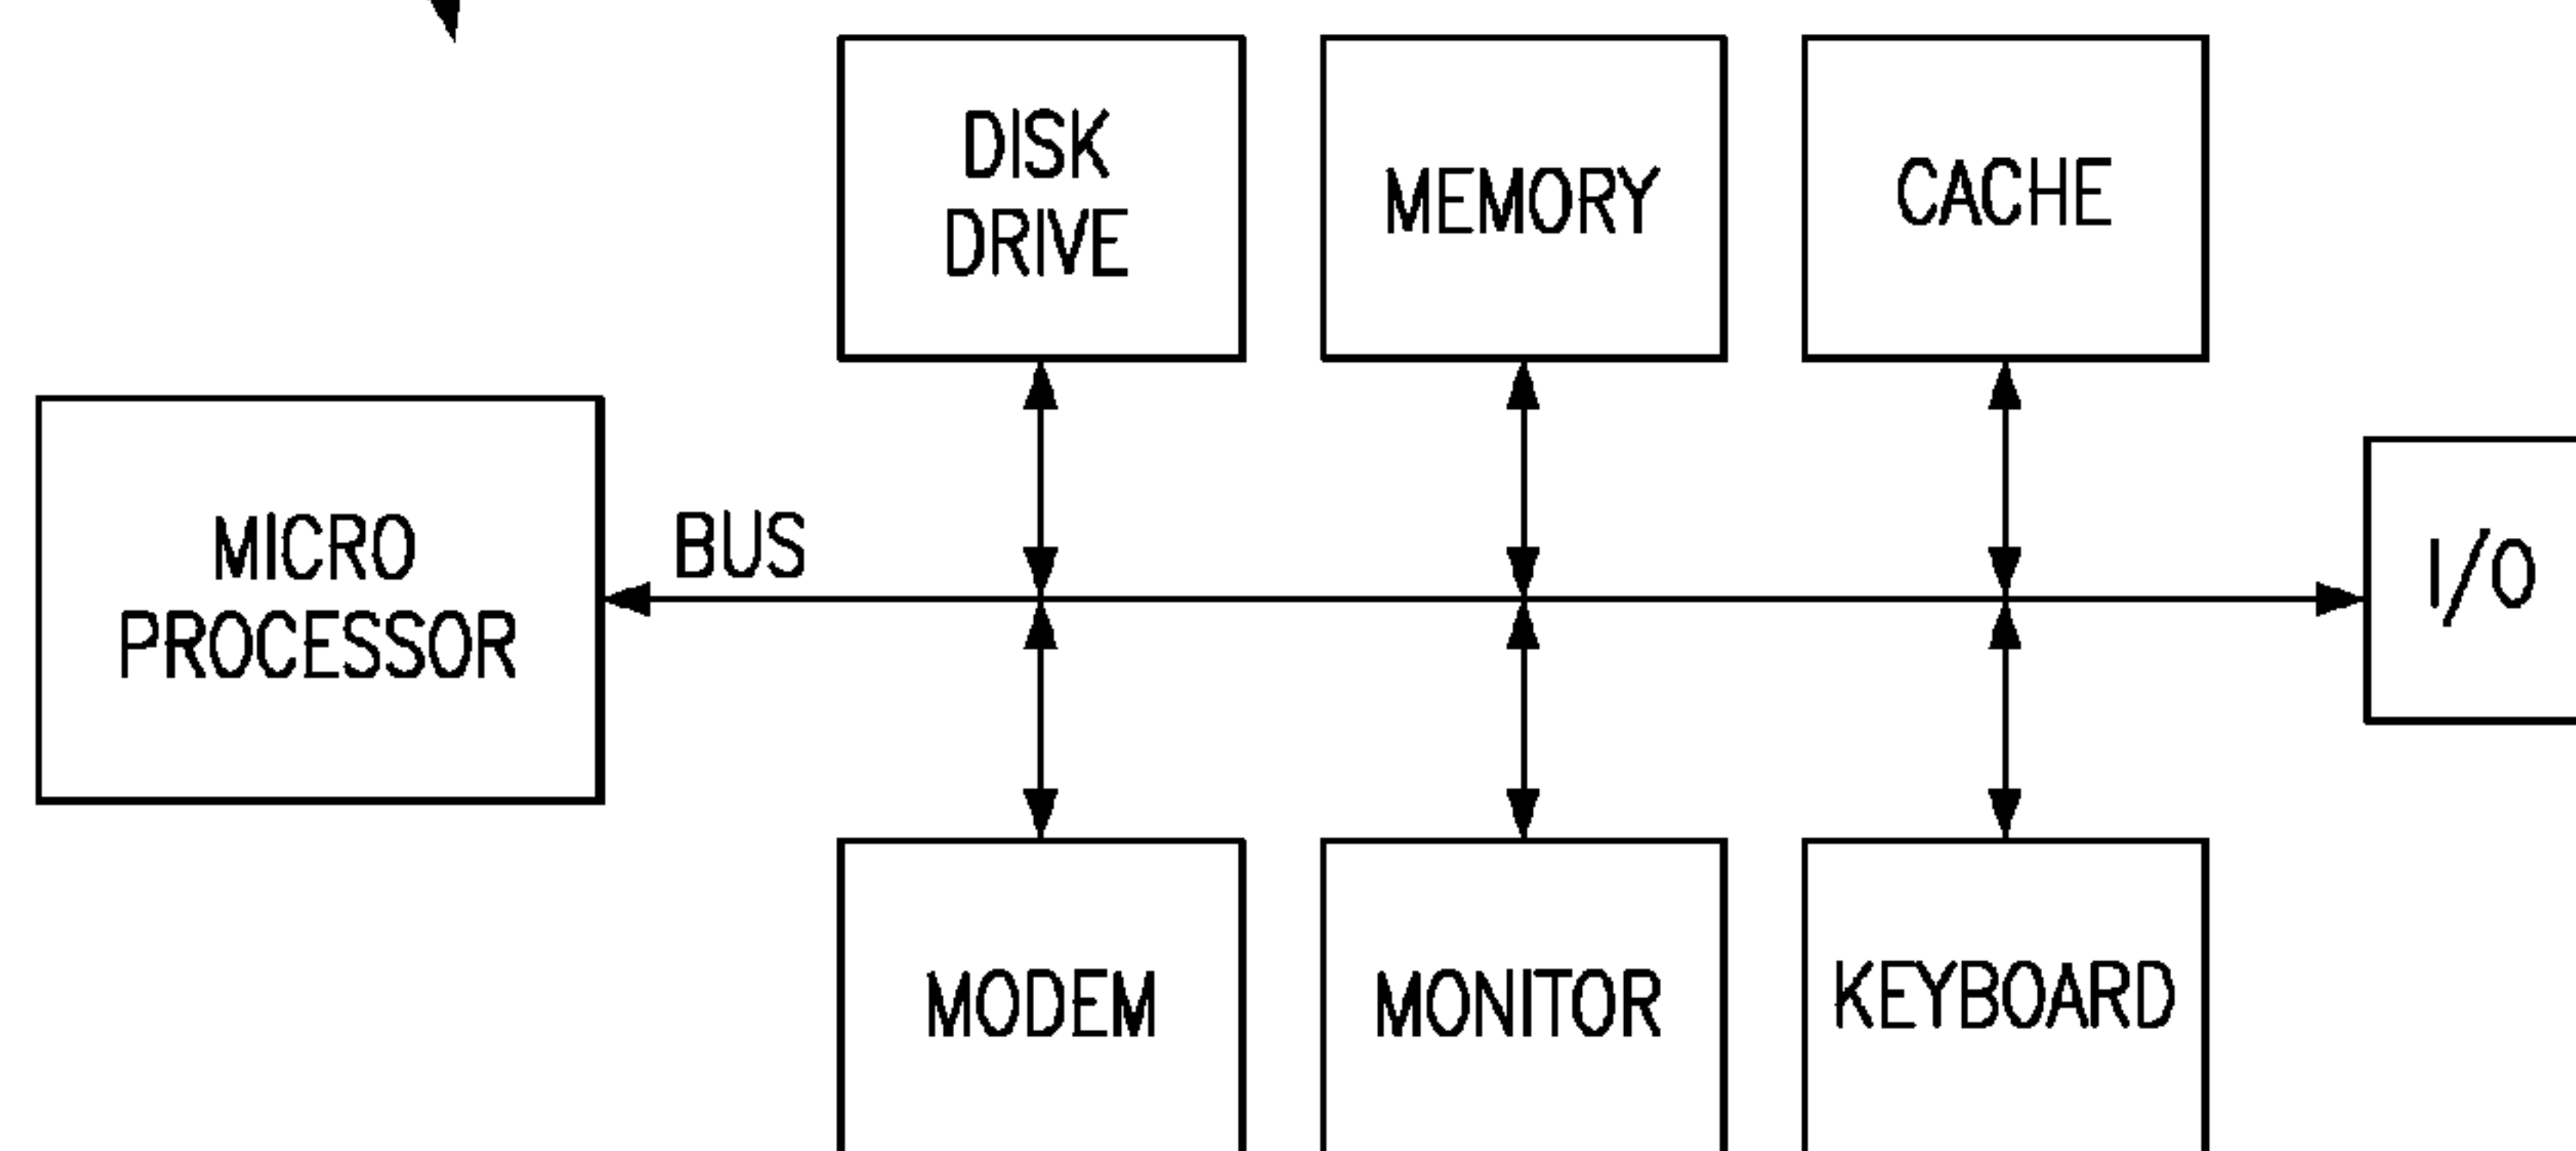 DISK
DRIVE
MEMORY
CACHE
MICRO
PROCESSOR
BUS
I/O
MODEM
MONITOR
KEYBOARD